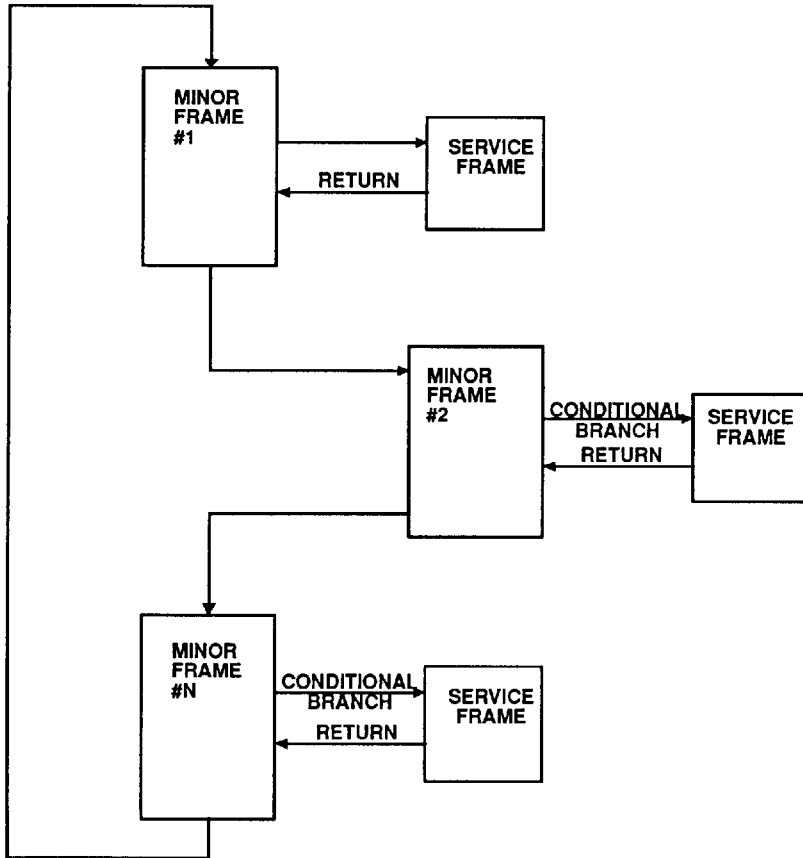 MINOR
FRAME
#1
SERVICE
FRAME
RETURN
MINOR
FRAME
#2
CONDITIONAL
BRANCH
RETURN
SERVICE
FRAME
MINOR
FRAME
#N
CONDITIONAL
BRANCH
RETURN
SERVICE
FRAME